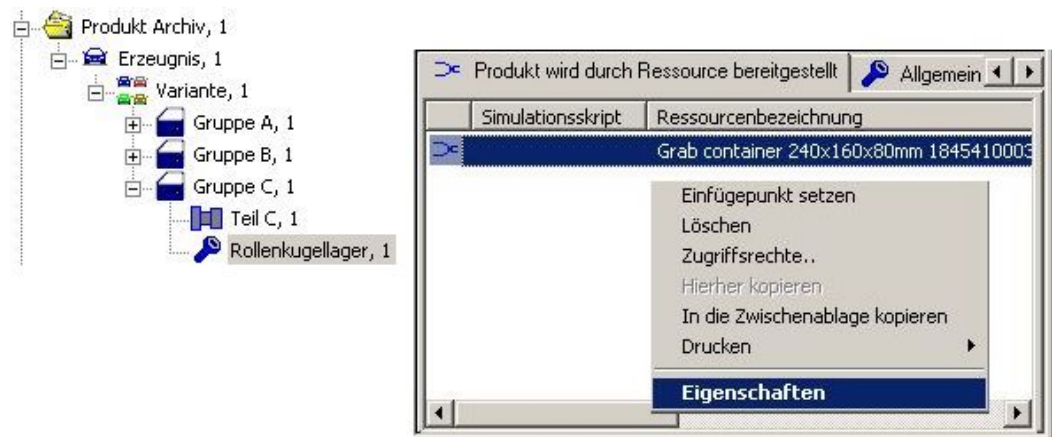 Produkt Archiv, 1
Erzeugnis, 1
Variante, 1
Gruppe A, 1
Gruppe B, 1
Gruppe C, 1
Teil C, 1
Rollenkugellager, 1
Produkt wird durch Ressource bereitgestellt Allgemein
Simulationsskript Ressourcenbezeichnung
Grab container 240x160x80mm 1845410003
Einfügepunkt setzen
Löschen
Zugriffsrechte..
Hierher kopieren
In die Zwischenablage kopieren
Drucken
Eigenschaften